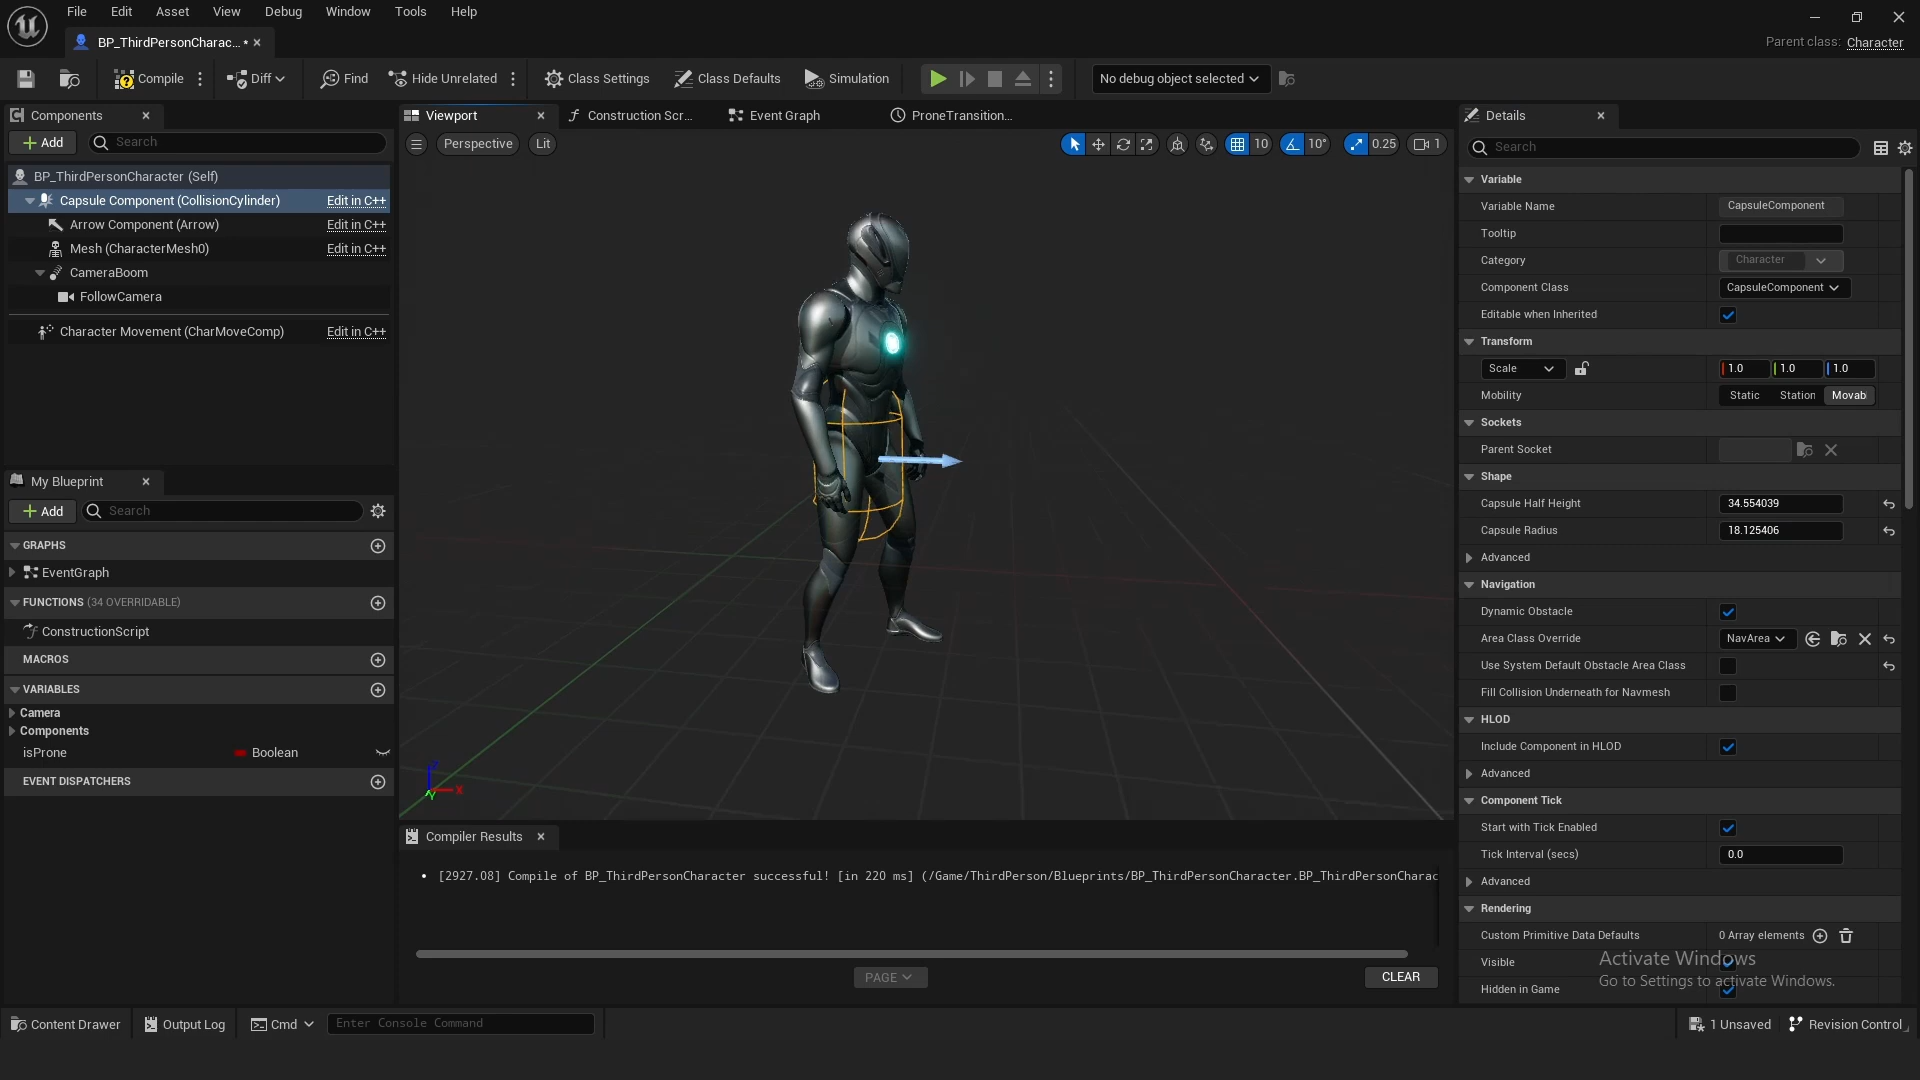 File Edit Asset View Debug Window Tools Help
BP_ThirdPersonCharac... *
Parent class: Character
Compile Diff Find Hide Unrelated Class Settings Class Defaults Simulation No debug object selected
Components
Add Search
BP_ThirdPersonCharacter (Self)
Capsule Component (CollisionCylinder) Edit in C++
Arrow Component (Arrow) Edit in C++
Mesh (CharacterMesh0) Edit in C++
CameraBoom
FollowCamera
Character Movement (CharMoveComp) Edit in C++
My Blueprint
Add Search
GRAPHS
EventGraph
FUNCTIONS (34 OVERRIDABLE)
ConstructionScript
MACROS
VARIABLES
Camera
Components
isProne Boolean
EVENT DISPATCHERS
Viewport Construction Scr... Event Graph ProneTransition...
Perspective Lit 10 10° 0.25 1
Z
X
Y
Compiler Results
[2927.08] Compile of BP_ThirdPersonCharacter successful! [in 220 ms] (/Game/ThirdPerson/Blueprints/BP_ThirdPersonCharacter.BP_ThirdPersonCharac
PAGE CLEAR
Details
Search
Variable
Variable Name CapsuleComponent
Tooltip
Category Character
Component Class CapsuleComponent
Editable when Inherited
Transform
Scale 1.0 1.0 1.0
Mobility Static Station Movab
Sockets
Parent Socket
Shape
Capsule Half Height 34.554039
Capsule Radius 18.125406
Advanced
Navigation
Dynamic Obstacle
Area Class Override NavArea
Use System Default Obstacle Area Class
Fill Collision Underneath for Navmesh
HLOD
Include Component in HLOD
Advanced
Component Tick
Start with Tick Enabled
Tick Interval (secs) 0.0
Advanced
Rendering
Custom Primitive Data Defaults 0 Array elements
Visible
Hidden in Game
Activate Windows
Go to Settings to activate Windows.
Content Drawer Output Log Cmd Enter Console Command 1 Unsaved Revision Control